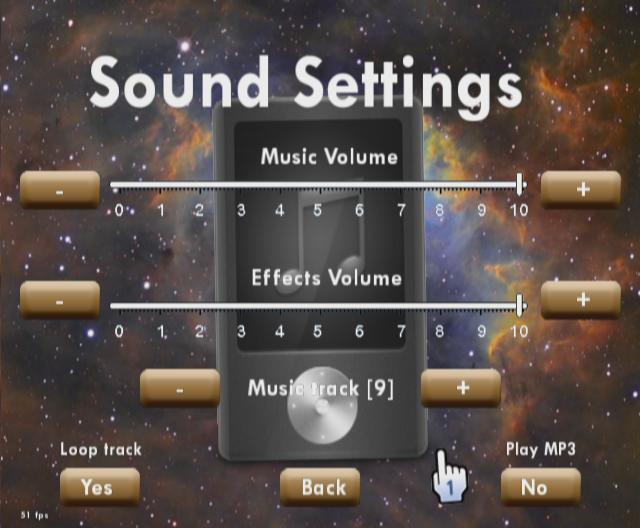 Sound Settings
Music Volume
- +
0 1 2 3 4 5 6 7 8 9 10
Effects Volume
- +
0 1 2 3 4 5 6 7 8 9 10
- Music track [9] +
Loop track Play MP3
Yes Back 1 No
51 fps